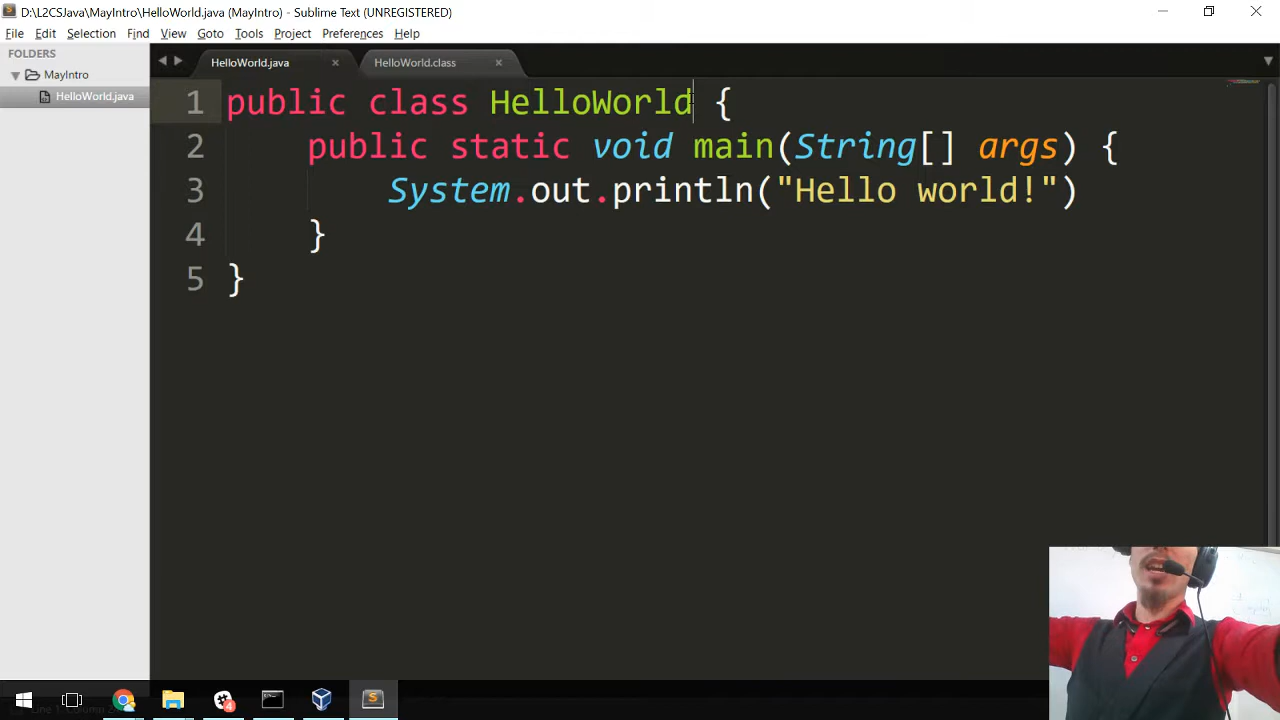 D:\L2CSJava\MayIntro\HelloWorld.java (MayIntro) - Sublime Text (UNREGISTERED)
File Edit Selection Find View Goto Tools Project Preferences Help
FOLDERS
MayIntro
HelloWorld.java
HelloWorld.java × HelloWorld.class ×
1 public class HelloWorld {
2 public static void main(String[] args) {
3 System.out.println("Hello world!")
4 }
5 }
4